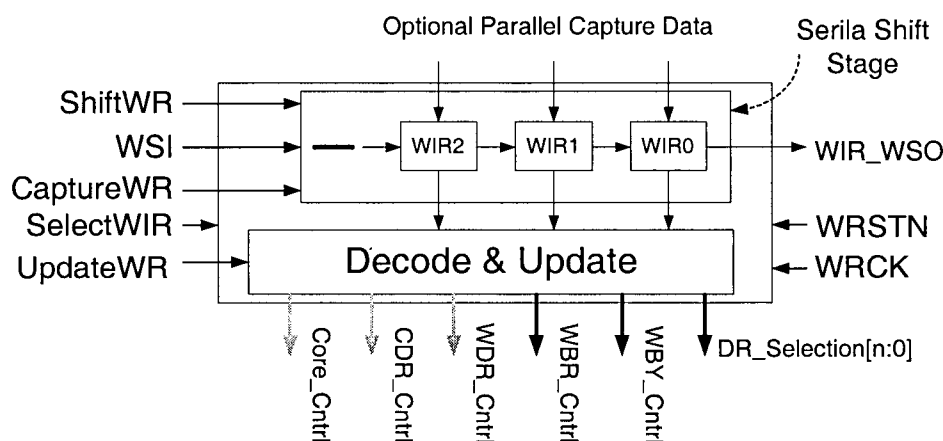 Optional Parallel Capture Data
Serila Shift
Stage
ShiftWR
WSI
CaptureWR
SelectWIR
UpdateWR
WIR2
WIR1
WIR0
WIR_WSO
WRSTN
WRCK
Decode & Update
Core_Cntrl
CDR_Cntrl
WDR_Cntrl
WBR_Cntrl
WBY_Cntrl
DR_Selection[n:0]